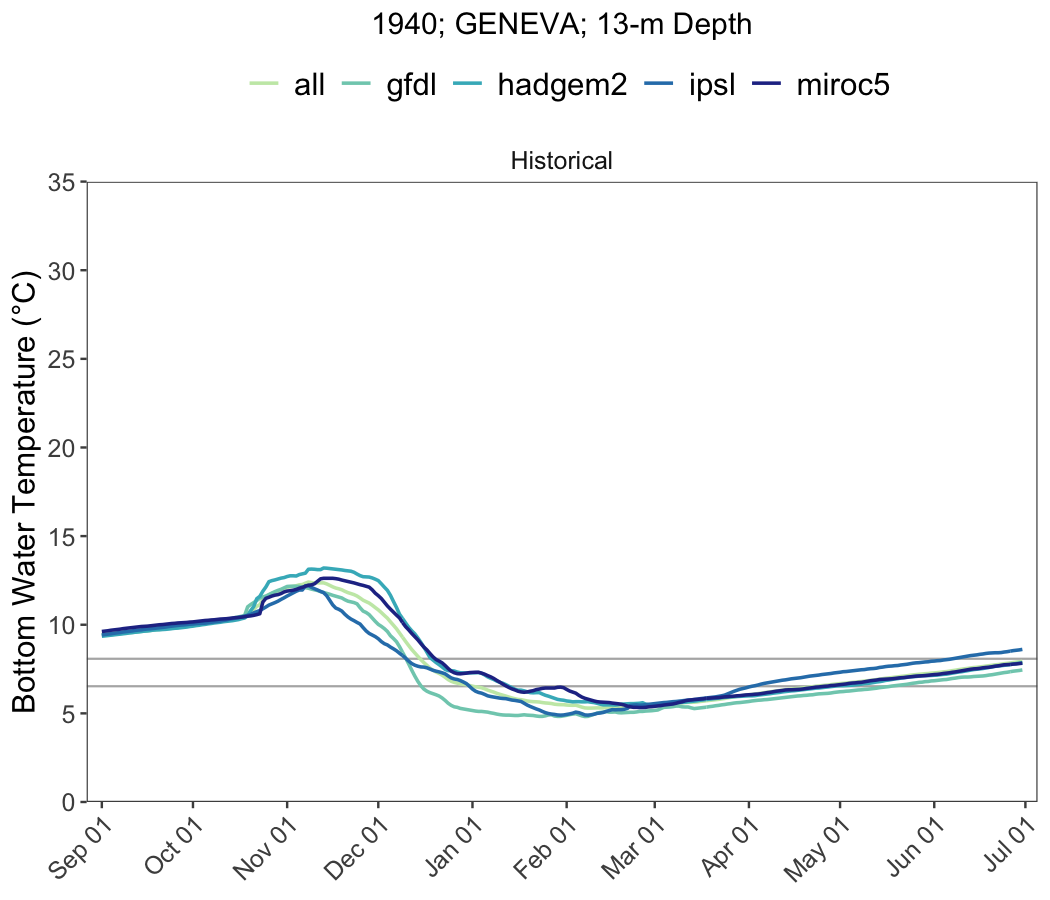 1940; GENEVA; 13-m Depth
all gfdl hadgem2 ipsl miroc5
Historical
Bottom Water Temperature (°C)
35
30
25
20
15
10
5
0
Sep 01 Oct 01 Nov 01 Dec 01 Jan 01 Feb 01 Mar 01 Apr 01 May 01 Jun 01 Jul 01